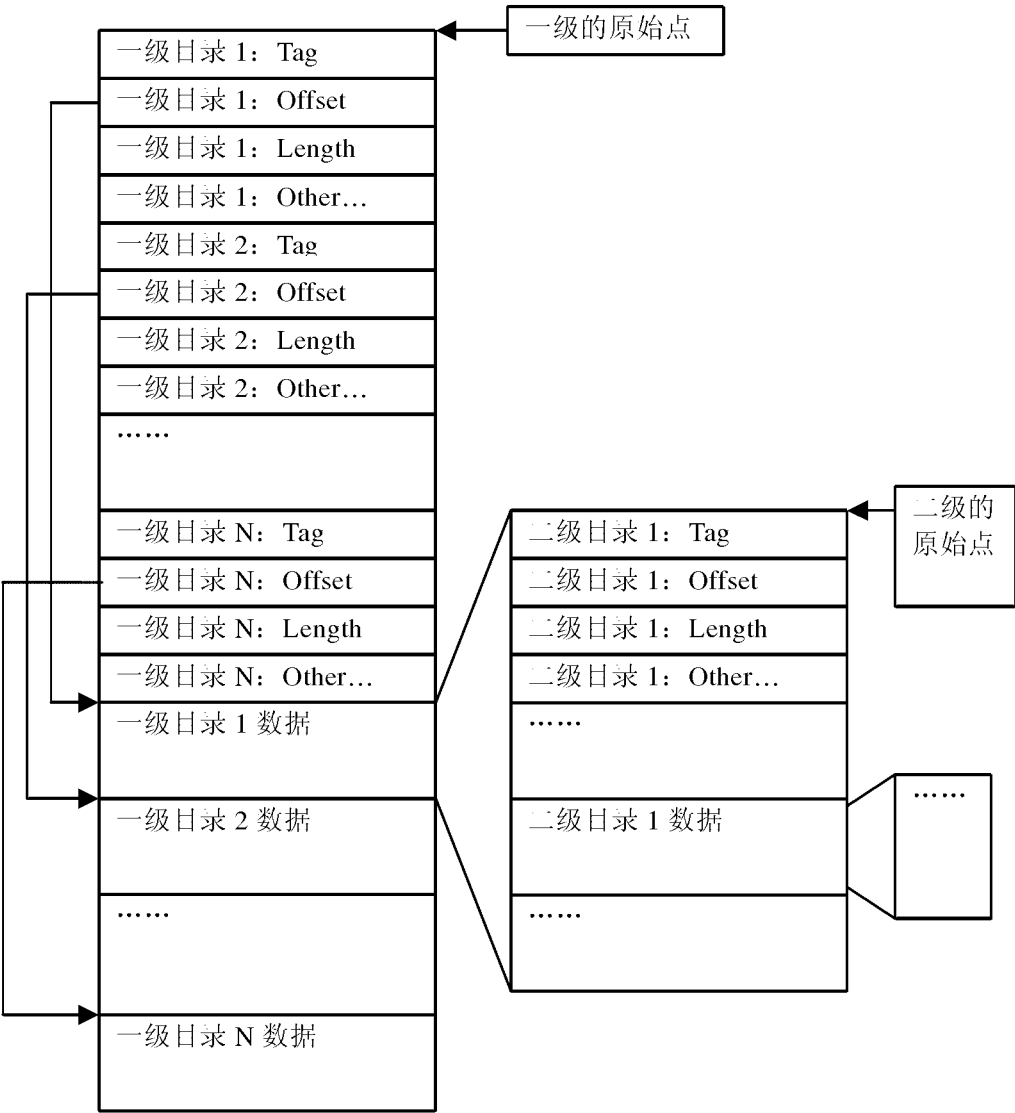 一级的原始点
一级目录 1：Tag
一级目录 1：Offset
一级目录 1：Length
一级目录 1：Other…
一级目录 2：Tag
一级目录 2：Offset
一级目录 2：Length
一级目录 2：Other…
……
一级目录 N：Tag
一级目录 N：Offset
一级目录 N：Length
一级目录 N：Other…
一级目录 1 数据
一级目录 2 数据
……
一级目录 N 数据
二级的
原始点
二级目录 1：Tag
二级目录 1：Offset
二级目录 1：Length
二级目录 1：Other…
……
二级目录 1 数据
……
……